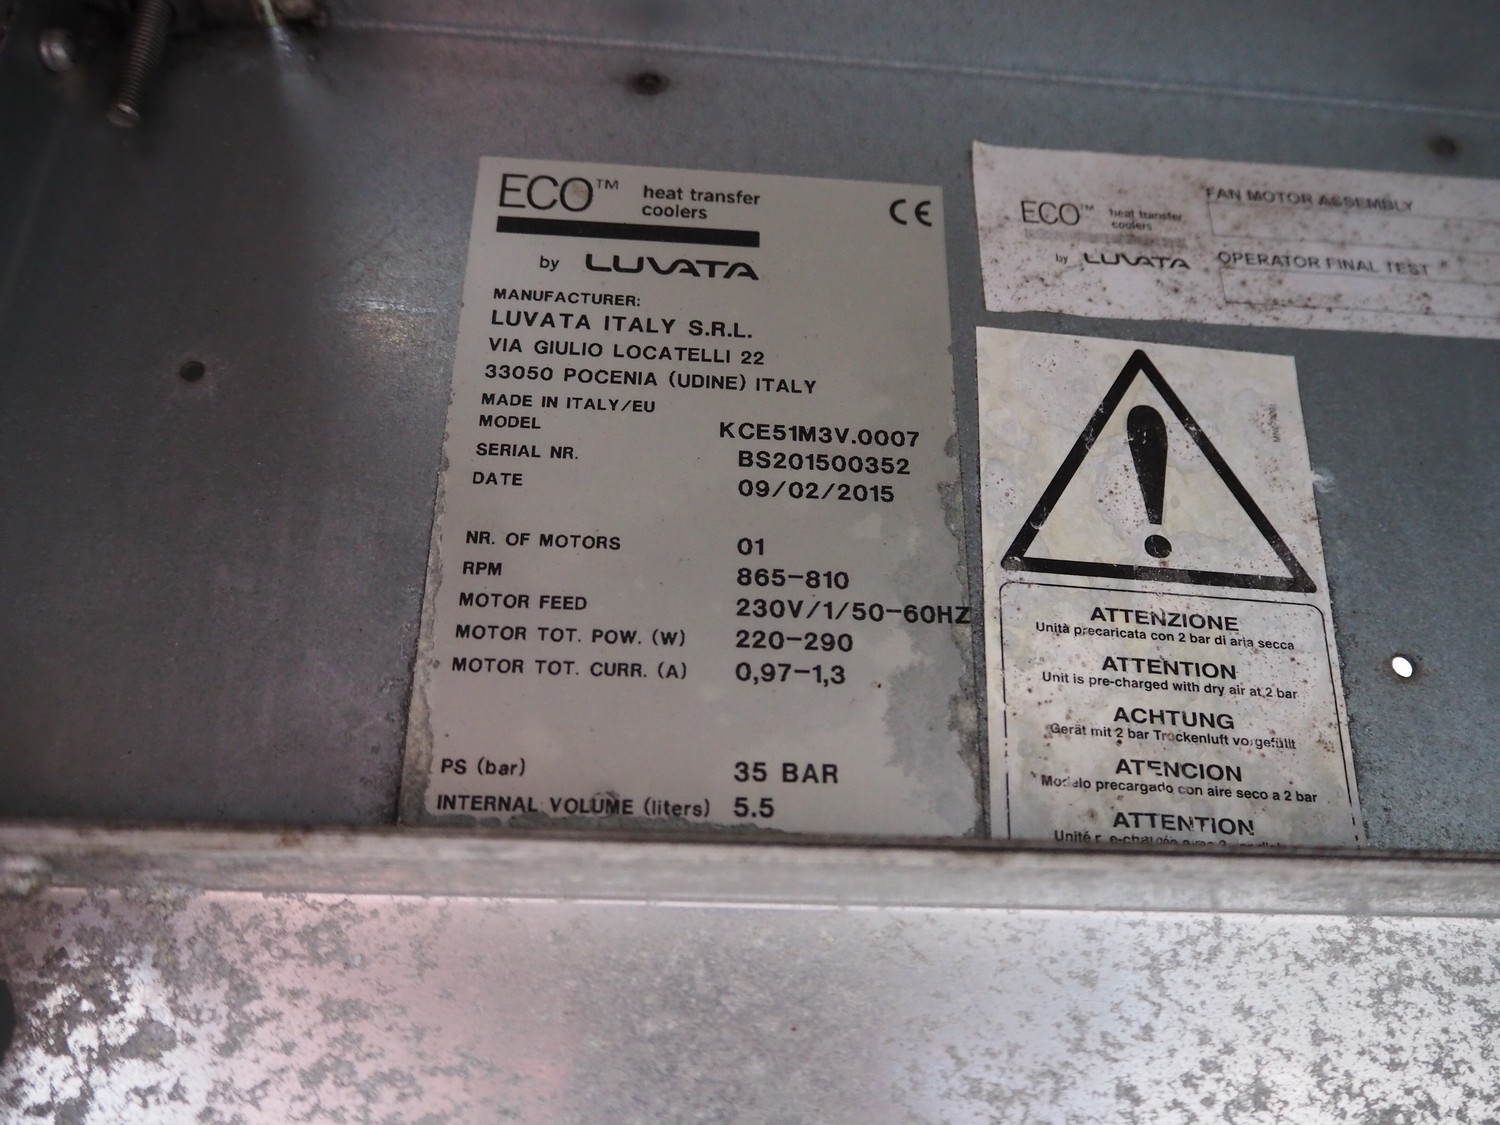 ECO™ heat transfer
coolers
CE
by LUVATA
MANUFACTURER:
LUVATA ITALY S.R.L.
VIA GIULIO LOCATELLI 22
33050 POCENIA (UDINE) ITALY
MADE IN ITALY/EU
MODEL KCE51M3V.0007
SERIAL NR. BS201500352
DATE 09/02/2015
NR. OF MOTORS 01
RPM 865-810
MOTOR FEED 230V/1/50-60HZ
MOTOR TOT. POW. (W) 220-290
MOTOR TOT. CURR. (A) 0,97-1,3
PS (bar) 35 BAR
INTERNAL VOLUME (liters) 5.5
ECO™ heat transfer
coolers
by LUVATA
FAN MOTOR ASSEMBLY
OPERATOR FINAL TEST
ATTENZIONE
Unità precaricata con 2 bar di aria secca
ATTENTION
Unit is pre-charged with dry air at 2 bar
ACHTUNG
Gerät mit 2 bar Trockenluft vorgefüllt
ATENCION
Modelo precargado con aire seco a 2 bar
ATTENTION
Unité